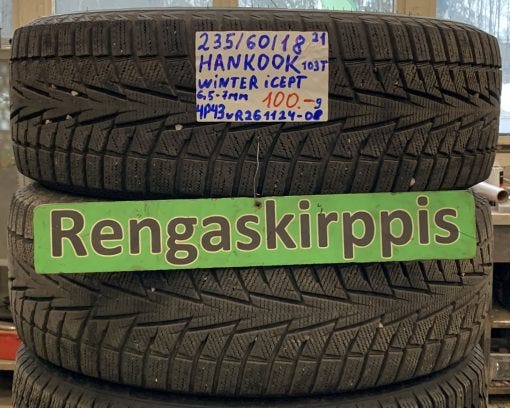 235/60/18 21
HANKOOK 103T
WiNTER iCEPT
6,5-7mm 100.-
4P43vR261124-08
Rengaskirppis